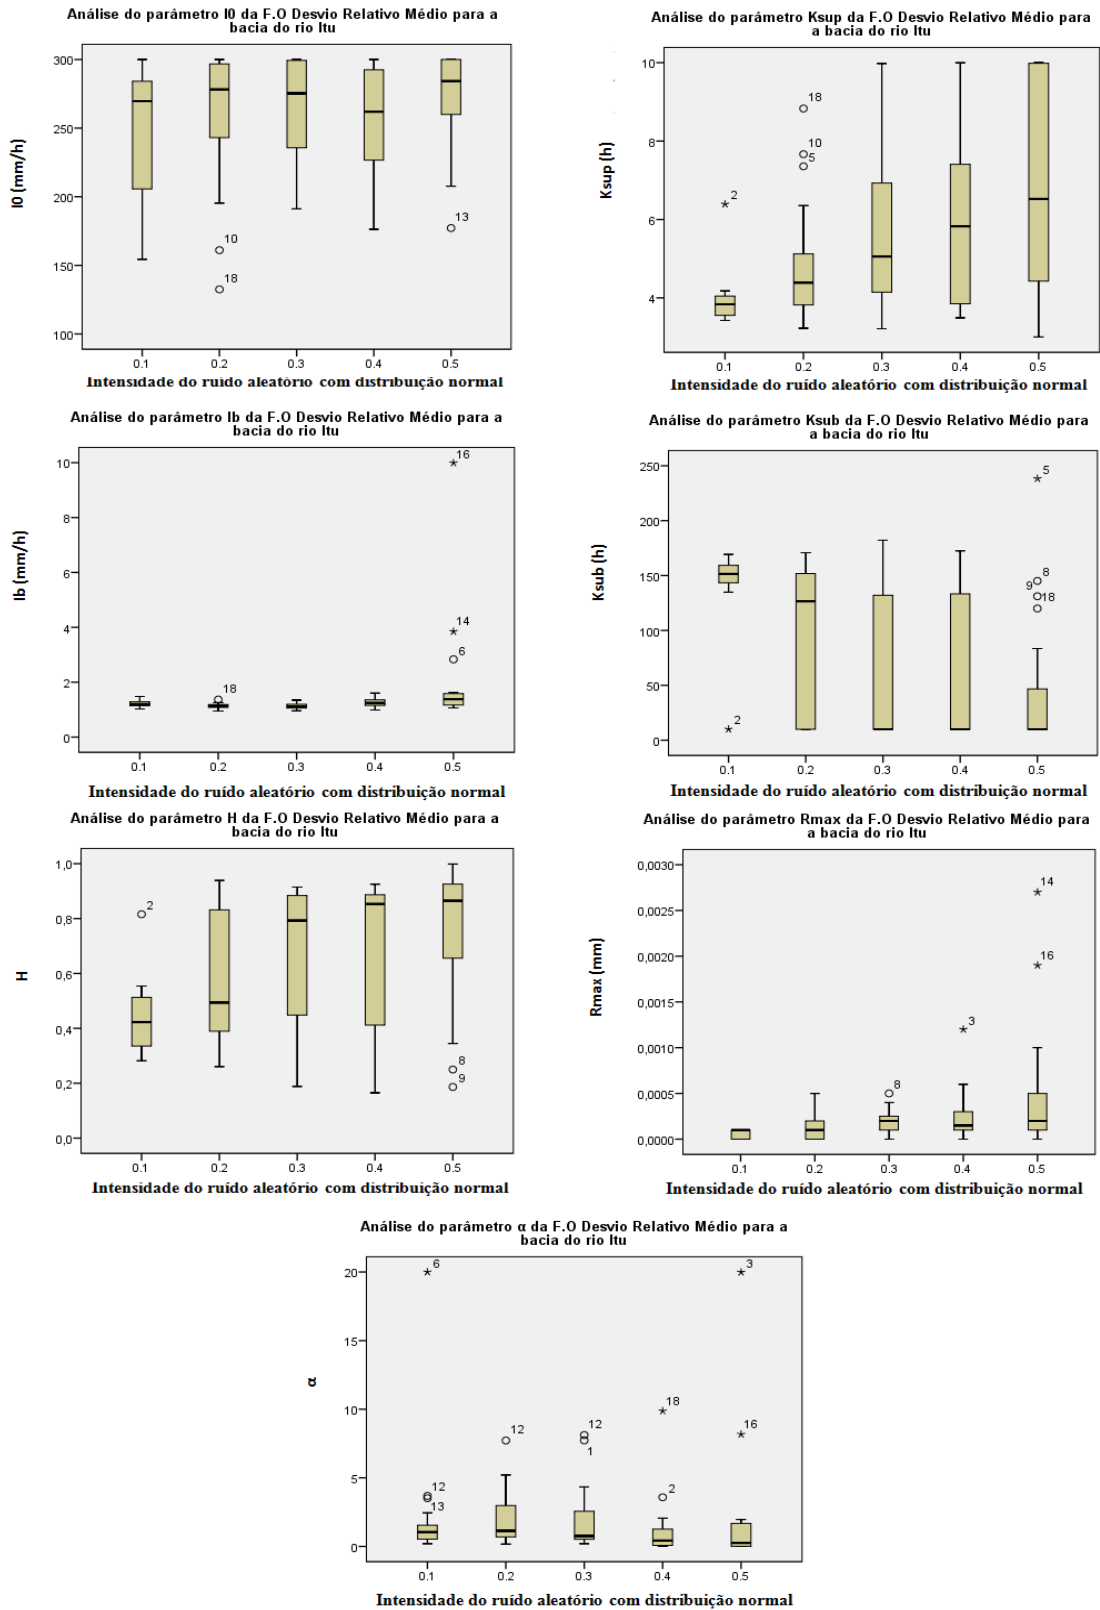 Análise do parâmetro I0 da F.O Desvio Relativo Médio para a
bacia do rio Itu
I0 (mm/h)
300
250
200
150
100
10
18
13
0.1 0.2 0.3 0.4 0.5
Intensidade do ruído aleatório com distribuição normal
Análise do parâmetro Ksup da F.O Desvio Relativo Médio para
a bacia do rio Itu
Ksup (h)
10
8
6
4
2
18
10
5
0.1 0.2 0.3 0.4 0.5
Intensidade do ruído aleatório com distribuição normal
Análise do parâmetro Ib da F.O Desvio Relativo Médio para a
bacia do rio Itu
Ib (mm/h)
10
8
6
4
2
0
18
16
14
6
0.1 0.2 0.3 0.4 0.5
Intensidade do ruído aleatório com distribuição normal
Análise do parâmetro Ksub da F.O Desvio Relativo Médio para
a bacia do rio Itu
Ksub (h)
250
200
150
100
50
0
2
5
8
9
18
0.1 0.2 0.3 0.4 0.5
Intensidade do ruído aleatório com distribuição normal
Análise do parâmetro H da F.O Desvio Relativo Médio para a
bacia do rio Itu
H
1,0
0,8
0,6
0,4
0,2
0,0
2
8
9
0.1 0.2 0.3 0.4 0.5
Intensidade do ruído aleatório com distribuição normal
Análise do parâmetro Rmax da F.O Desvio Relativo Médio para
a bacia do rio Itu
Rmax (mm)
0,0030
0,0025
0,0020
0,0015
0,0010
0,0005
0,0000
8
3
14
16
0.1 0.2 0.3 0.4 0.5
Intensidade do ruído aleatório com distribuição normal
Análise do parâmetro α da F.O Desvio Relativo Médio para a
bacia do rio Itu
α
20
15
10
5
0
6
12
13
12
12
1
18
2
3
16
0.1 0.2 0.3 0.4 0.5
Intensidade do ruído aleatório com distribuição normal